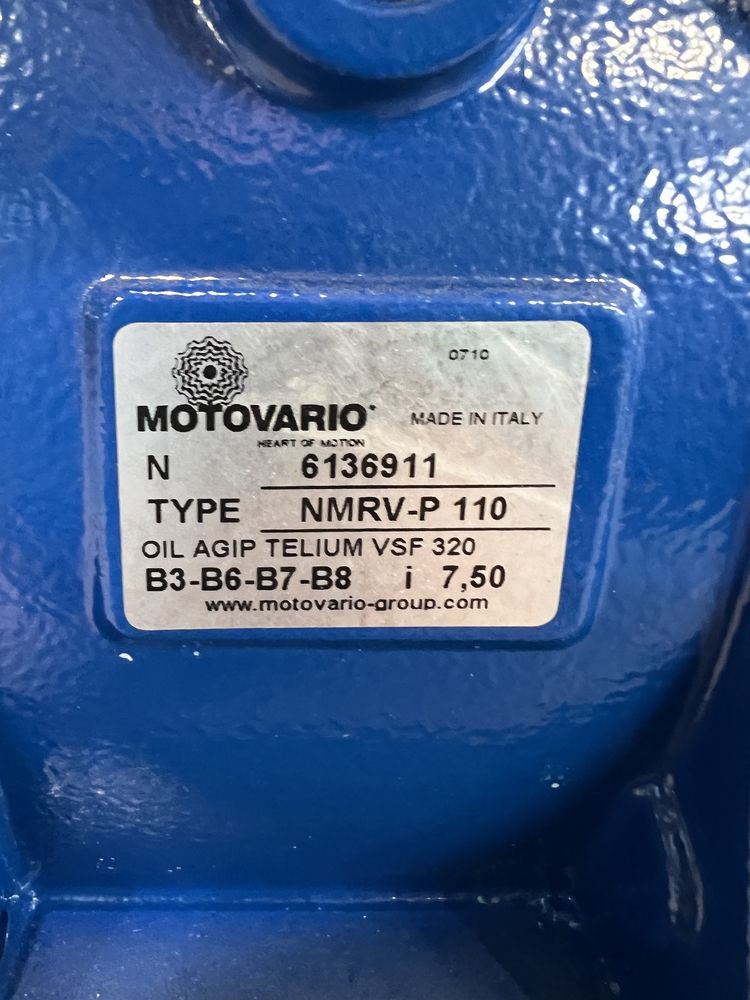 0710
MOTOVARIO®
MADE IN ITALY
HEART OF MOTION
N 6136911
TYPE NMRV-P 110
OIL AGIP TELIUM VSF 320
B3-B6-B7-B8 i 7,50
www.motovario-group.com